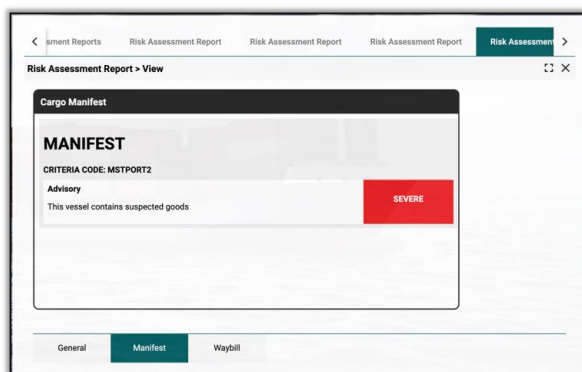 sment Reports Risk Assessment Report Risk Assessment Report Risk Assessment Report Risk Assessment
Risk Assessment Report > View
Cargo Manifest
MANIFEST
CRITERIA CODE: MSTPORT2
Advisory
This vessel contains suspected goods
SEVERE
General Manifest Waybill